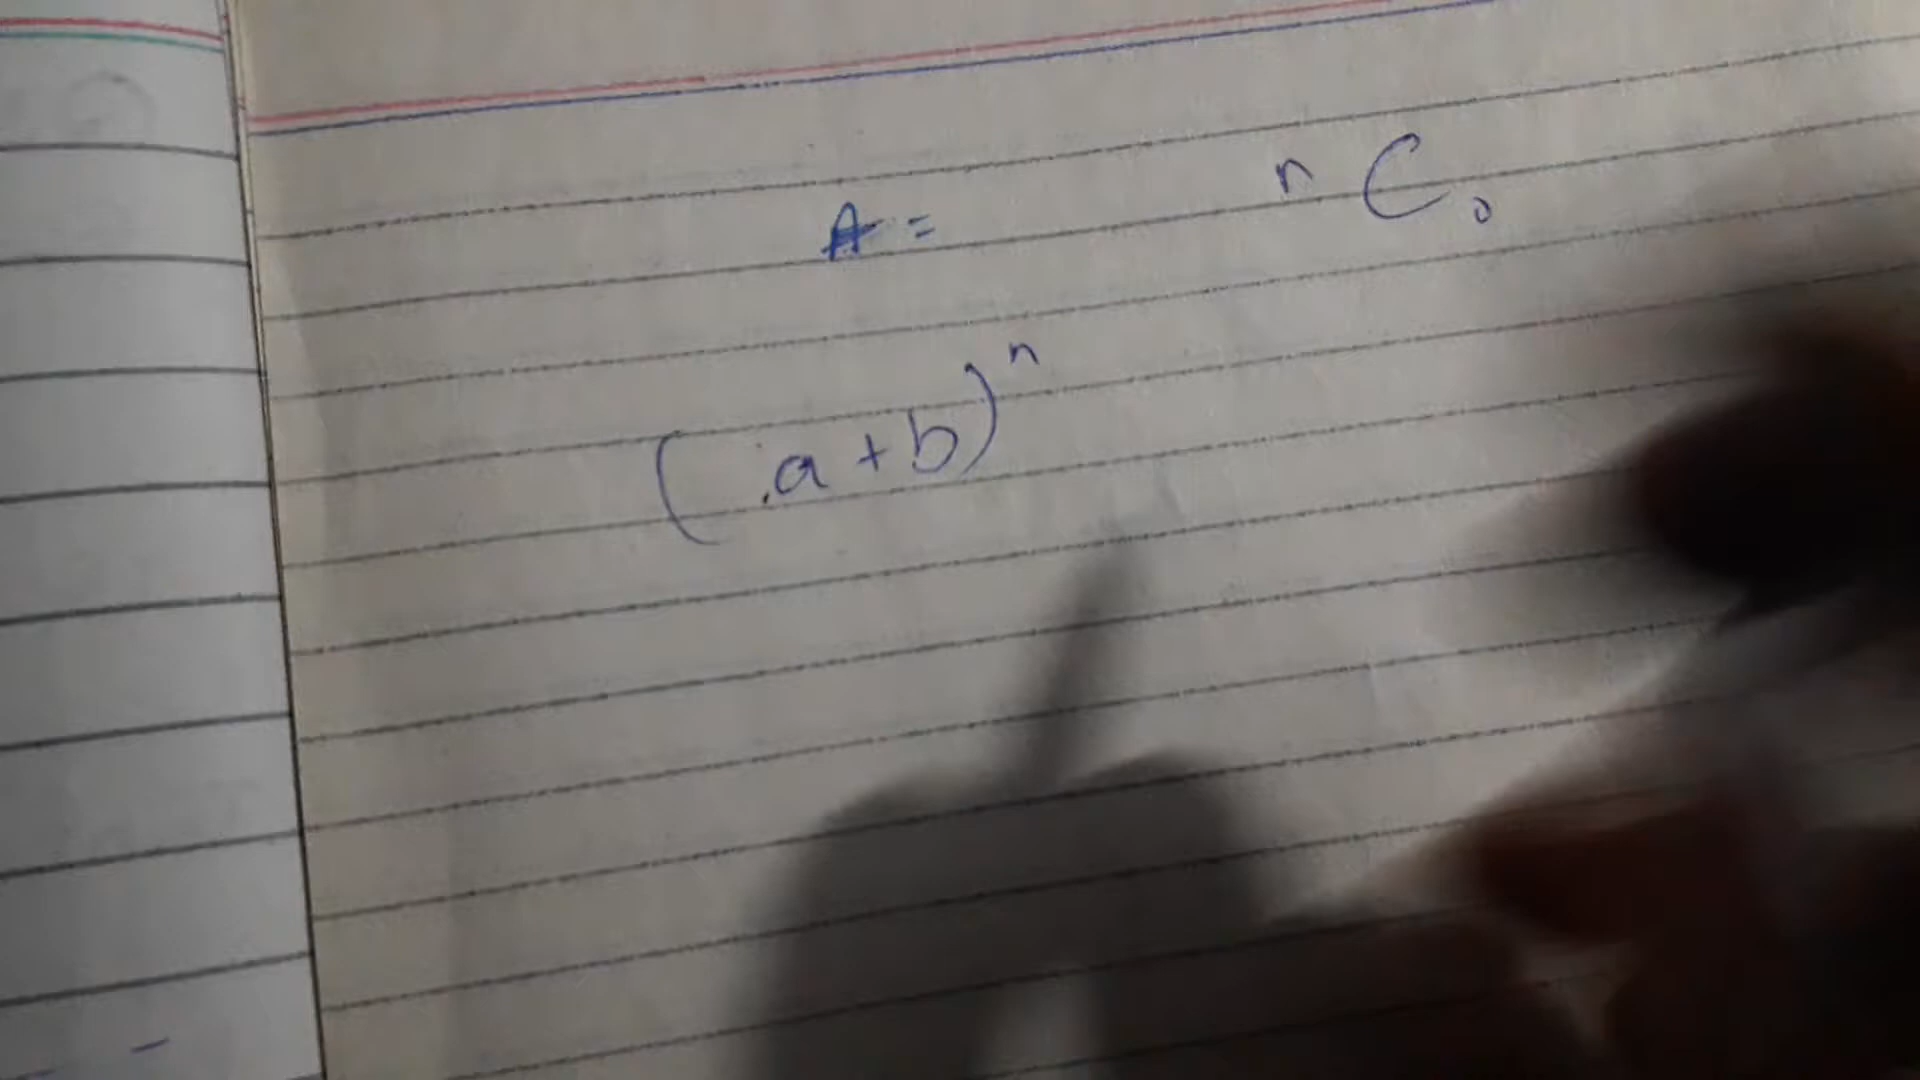 A = ⁿC₀
(a+b)ⁿ